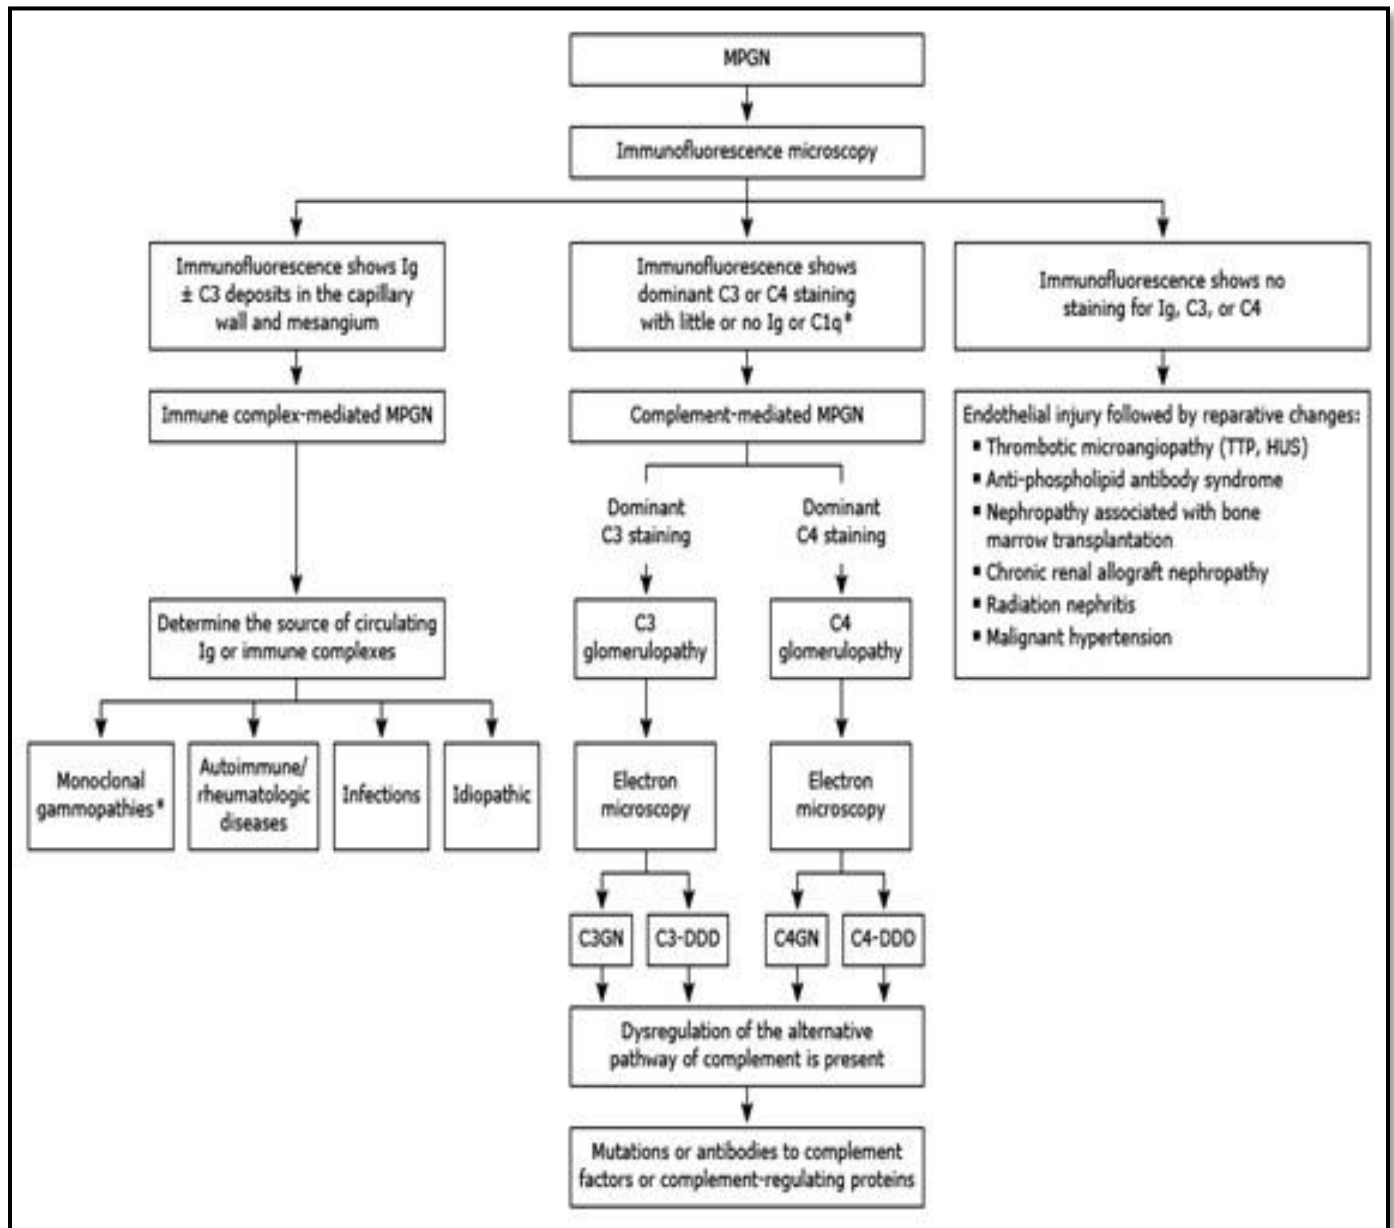 MPGN
Immunofluorescence microscopy
Immunofluorescence shows Ig
± C3 deposits in the capillary
wall and mesangium
Immunofluorescence shows
dominant C3 or C4 staining
with little or no Ig or C1q*
Immunofluorescence shows no
staining for Ig, C3, or C4
Immune complex-mediated MPGN
Complement-mediated MPGN
Endothelial injury followed by reparative changes:
▪ Thrombotic microangiopathy (TTP, HUS)
▪ Anti-phospholipid antibody syndrome
▪ Nephropathy associated with bone
marrow transplantation
▪ Chronic renal allograft nephropathy
▪ Radiation nephritis
▪ Malignant hypertension
Dominant
C3 staining
Dominant
C4 staining
Determine the source of circulating
Ig or immune complexes
C3
glomerulopathy
C4
glomerulopathy
Monoclonal
gammopathies*
Autoimmune/
rheumatologic
diseases
Infections
Idiopathic
Electron
microscopy
Electron
microscopy
C3GN
C3-DDD
C4GN
C4-DDD
Dysregulation of the alternative
pathway of complement is present
Mutations or antibodies to complement
factors or complement-regulating proteins